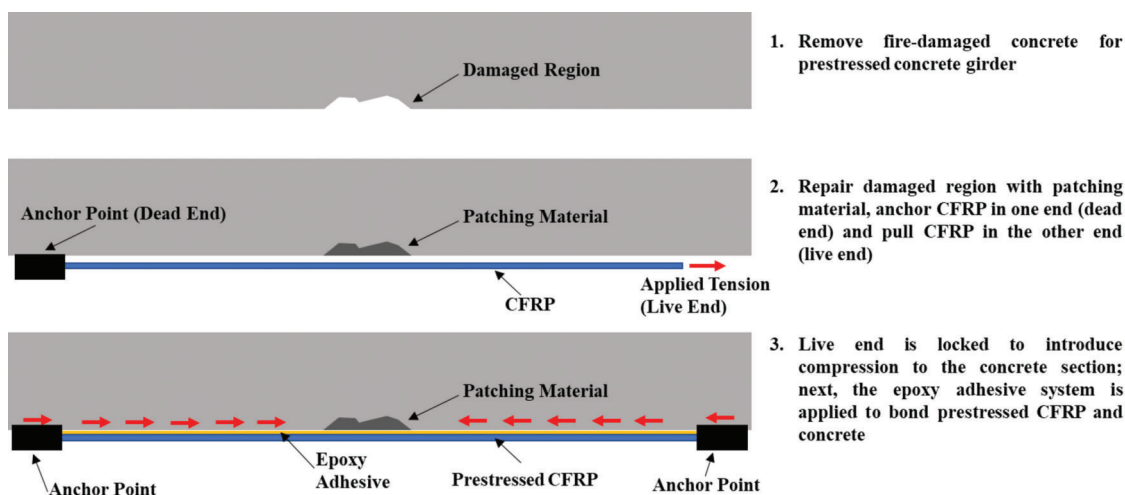 Damaged Region
1. Remove fire-damaged concrete for
prestressed concrete girder
Anchor Point (Dead End)
Patching Material
CFRP
Applied Tension
(Live End)
2. Repair damaged region with patching
material, anchor CFRP in one end (dead
end) and pull CFRP in the other end
(live end)
Patching Material
Anchor Point
Epoxy
Adhesive
Prestressed CFRP
Anchor Point
3. Live end is locked to introduce
compression to the concrete section;
next, the epoxy adhesive system is
applied to bond prestressed CFRP and
concrete